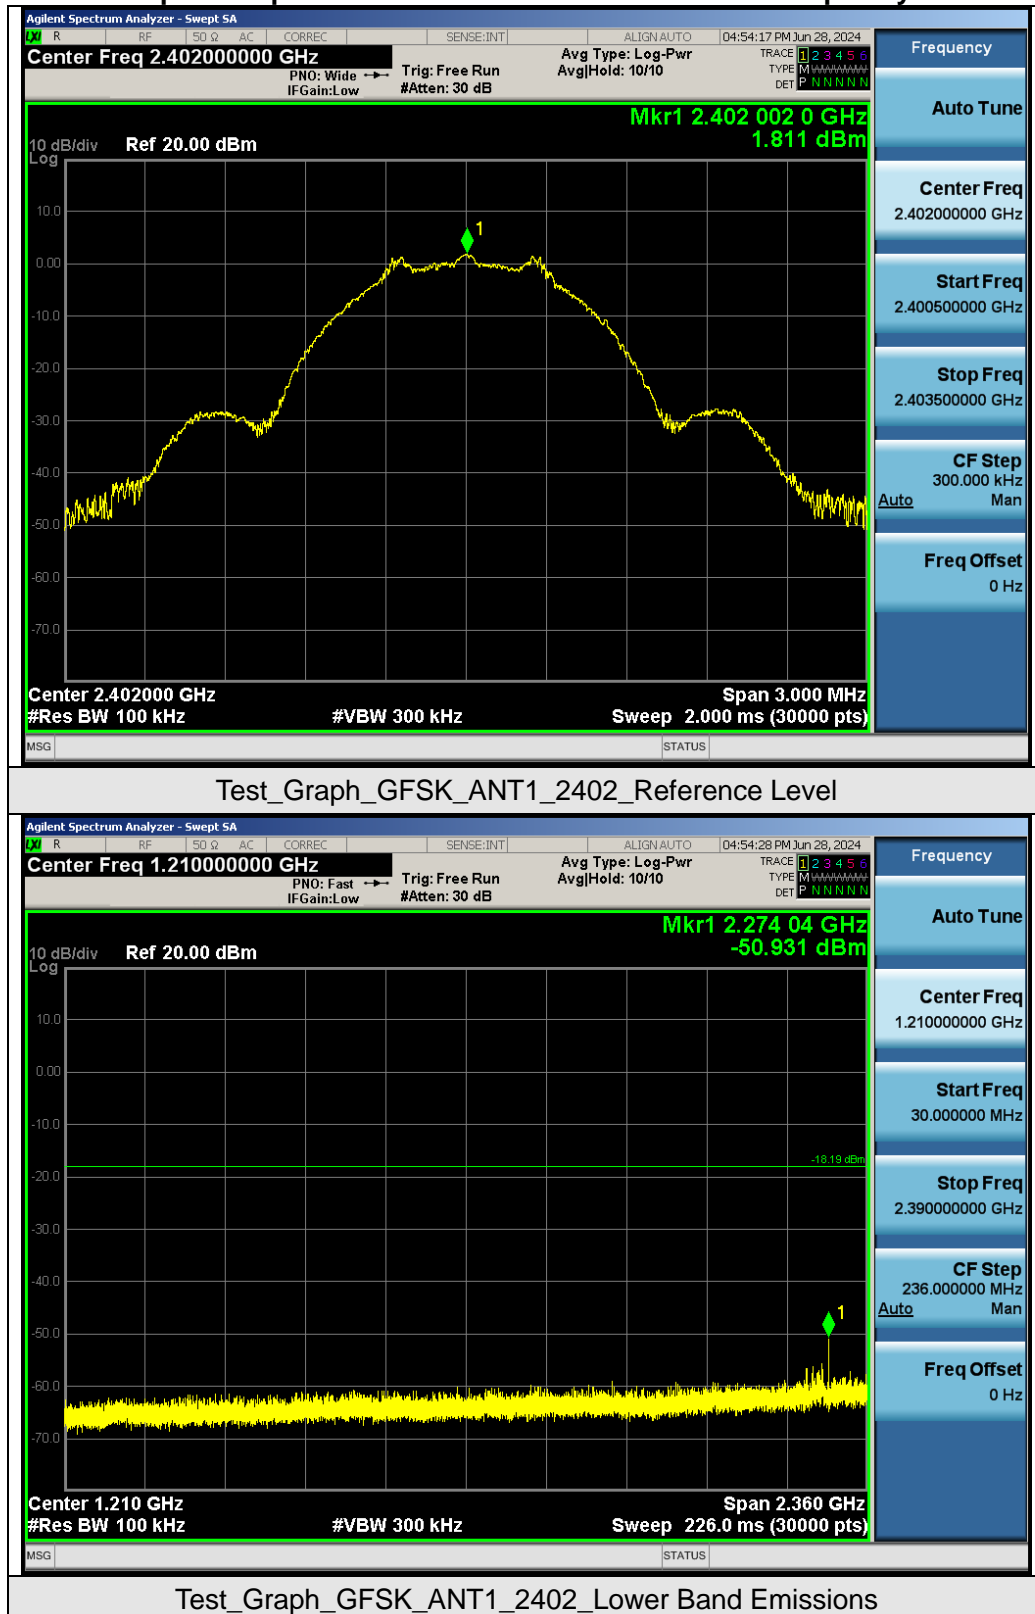 Agilent Spectrum Analyzer - Swept SA
LXI R RF 50 Ω AC CORREC SENSE:INT ALIGN AUTO 04:54:17 PM Jun 28, 2024
Center Freq 2.402000000 GHz
PNO: Wide
IFGain:Low
Trig: Free Run
#Atten: 30 dB
Avg Type: Log-Pwr
Avg|Hold: 10/10
TRACE 1 2 3 4 5 6
TYPE M
DET P N N N N N
Mkr1 2.402 002 0 GHz
1.811 dBm
10 dB/div Ref 20.00 dBm
Log
10.0
0.00
-10.0
-20.0
-30.0
-40.0
-50.0
-60.0
-70.0
1
Center 2.402000 GHz Span 3.000 MHz
#Res BW 100 kHz #VBW 300 kHz Sweep 2.000 ms (30000 pts)
MSG STATUS
Frequency
Auto Tune
Center Freq
2.402000000 GHz
Start Freq
2.400500000 GHz
Stop Freq
2.403500000 GHz
CF Step
300.000 kHz
Auto Man
Freq Offset
0 Hz
Test_Graph_GFSK_ANT1_2402_Reference Level
Agilent Spectrum Analyzer - Swept SA
LXI R RF 50 Ω AC CORREC SENSE:INT ALIGN AUTO 04:54:28 PM Jun 28, 2024
Center Freq 1.210000000 GHz
PNO: Fast
IFGain:Low
Trig: Free Run
#Atten: 30 dB
Avg Type: Log-Pwr
Avg|Hold: 10/10
TRACE 1 2 3 4 5 6
TYPE M
DET P N N N N N
Mkr1 2.274 04 GHz
-50.931 dBm
10 dB/div Ref 20.00 dBm
Log
10.0
0.00
-10.0
-20.0
-30.0
-40.0
-50.0
-60.0
-70.0
-18.19 dBm
1
Center 1.210 GHz Span 2.360 GHz
#Res BW 100 kHz #VBW 300 kHz Sweep 226.0 ms (30000 pts)
MSG STATUS
Frequency
Auto Tune
Center Freq
1.210000000 GHz
Start Freq
30.000000 MHz
Stop Freq
2.390000000 GHz
CF Step
236.000000 MHz
Auto Man
Freq Offset
0 Hz
Test_Graph_GFSK_ANT1_2402_Lower Band Emissions